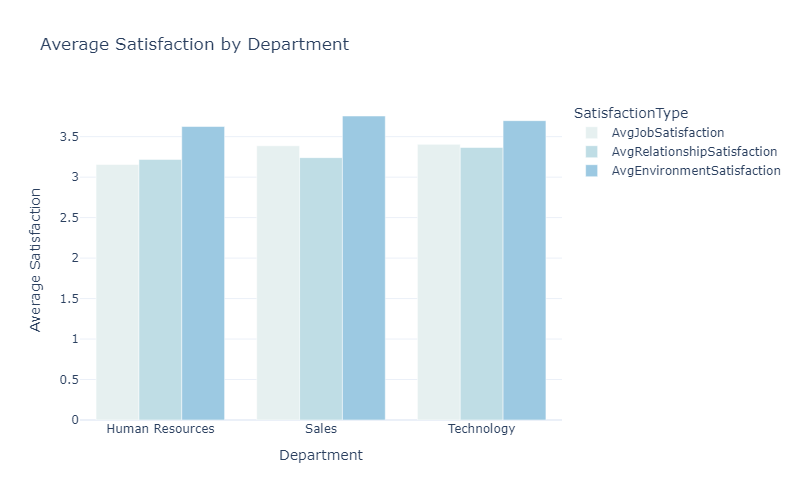 Average Satisfaction by Department
SatisfactionType
AvgJobSatisfaction
AvgRelationshipSatisfaction
AvgEnvironmentSatisfaction
Average Satisfaction
3.5
3
2.5
2
1.5
1
0.5
0
Human Resources
Sales
Technology
Department